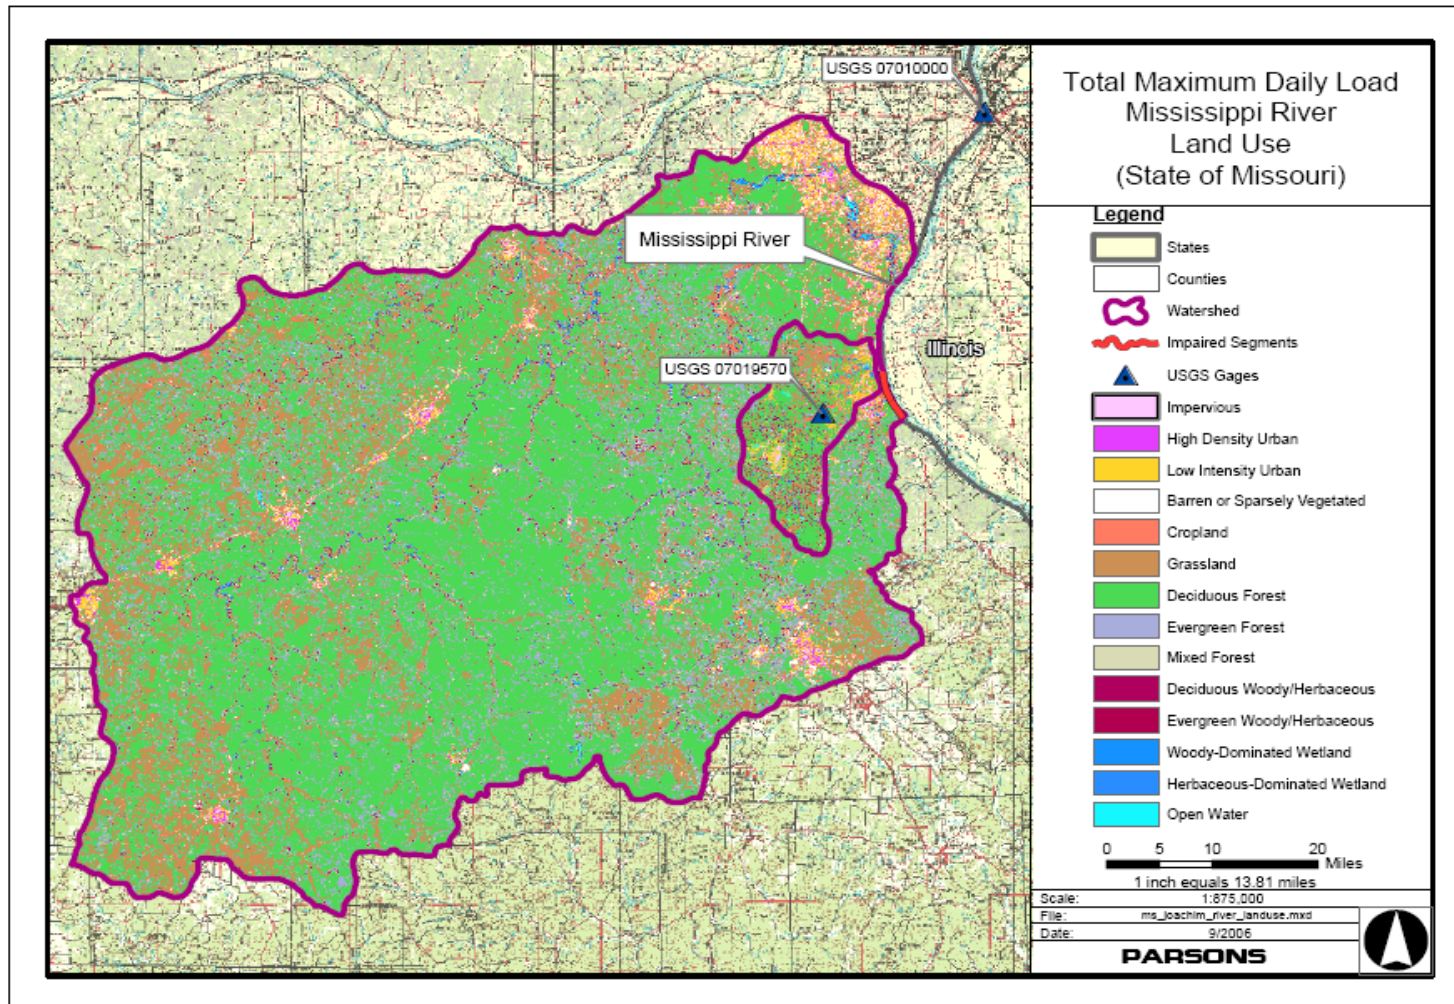 USGS 07010000
Mississippi River
Illinois
USGS 07019570
Total Maximum Daily Load
Mississippi River
Land Use
(State of Missouri)
Legend
States
Counties
Watershed
Impaired Segments
USGS Gages
Impervious
High Density Urban
Low Intensity Urban
Barren or Sparsely Vegetated
Cropland
Grassland
Deciduous Forest
Evergreen Forest
Mixed Forest
Deciduous Woody/Herbaceous
Evergreen Woody/Herbaceous
Woody-Dominated Wetland
Herbaceous-Dominated Wetland
Open Water
0 5 10 20
Miles
1 inch equals 13.81 miles
Scale: 1:875,000
File: ms_joachim_river_landuse.mxd
Date: 9/2006
PARSONS